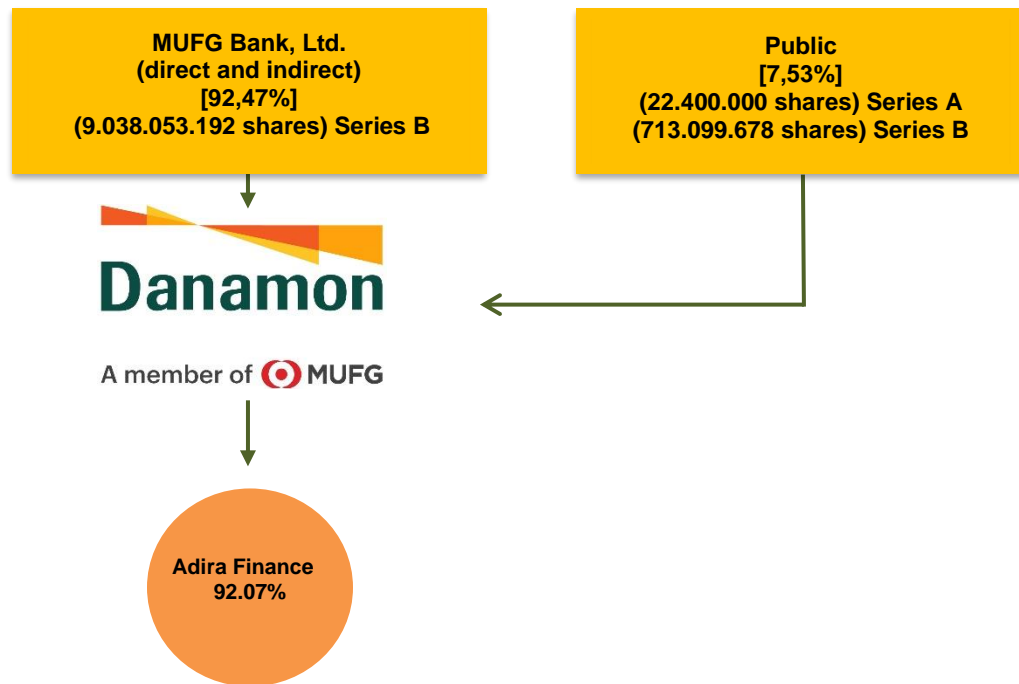 MUFG Bank, Ltd.
(direct and indirect)
[92,47%]
(9.038.053.192 shares) Series B
Public
[7,53%]
(22.400.000 shares) Series A
(713.099.678 shares) Series B
Danamon
A member of MUFG
Adira Finance
92.07%